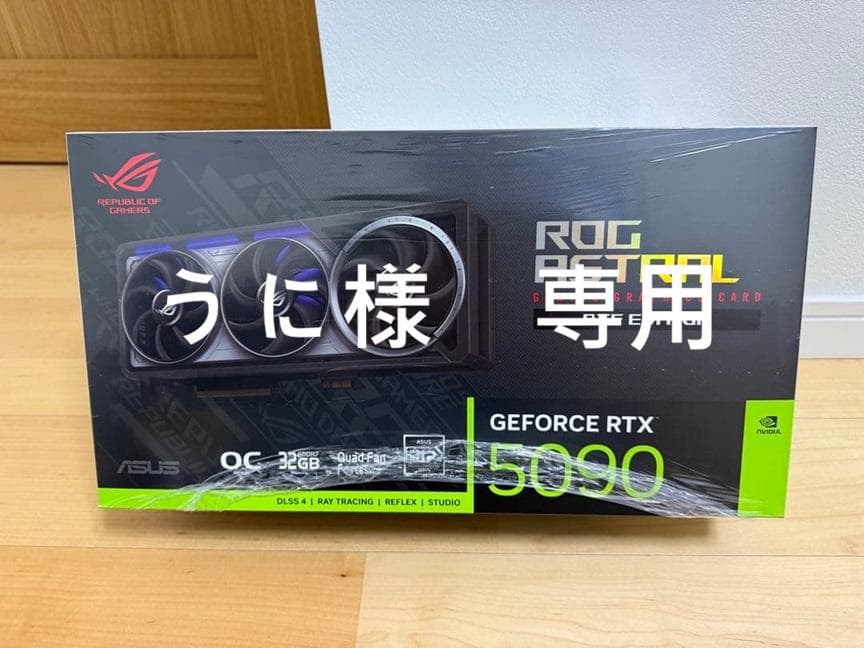 REPUBLIC OF
GAMERS
ROG
ASTRAL
うに様 専用
GEFORCE RTX
5090
NVIDIA
ASUS
OC 32GB Quad-Fan
DLSS 4 | RAY TRACING | REFLEX | STUDIO